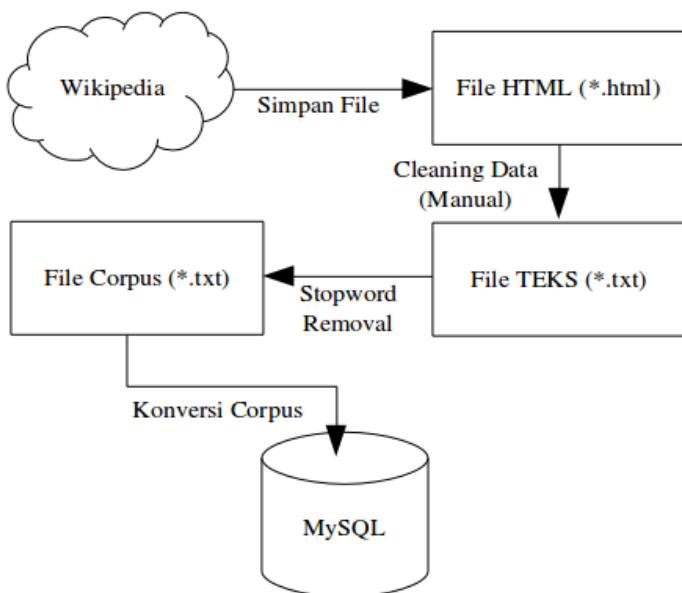 Wikipedia
Simpan File
File HTML (*.html)
Cleaning Data
(Manual)
File TEKS (*.txt)
Stopword
Removal
File Corpus (*.txt)
Konversi Corpus
MySQL